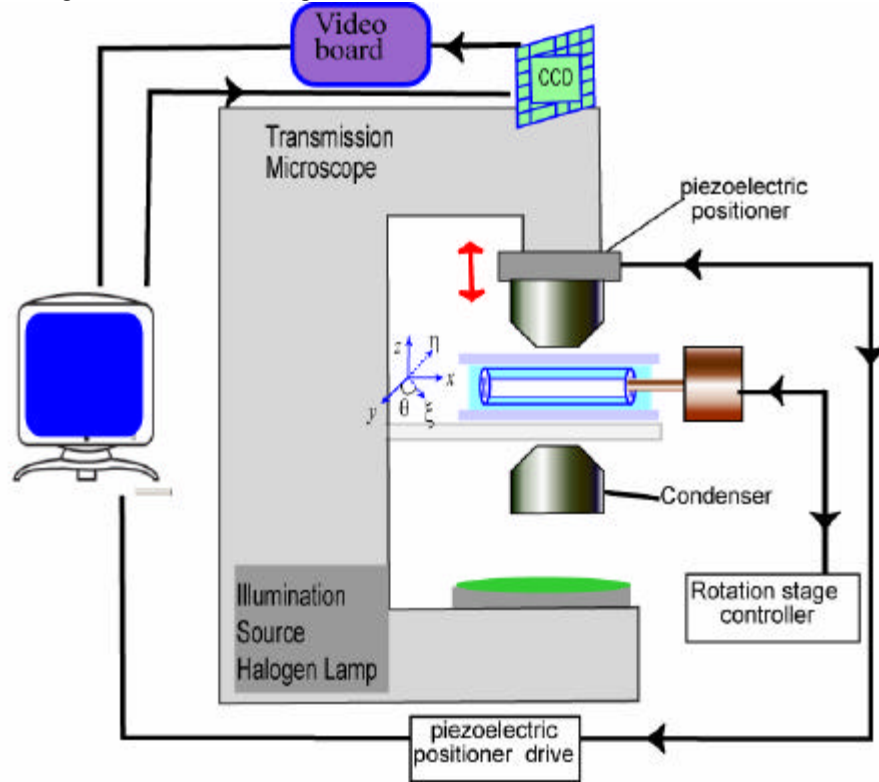 Video
board
CCD
Transmission
Microscope
piezoelectric
positioner
z
η
x
y
θ
ξ
Condenser
Illumination
Source
Halogen Lamp
Rotation stage
controller
piezoelectric
positioner drive